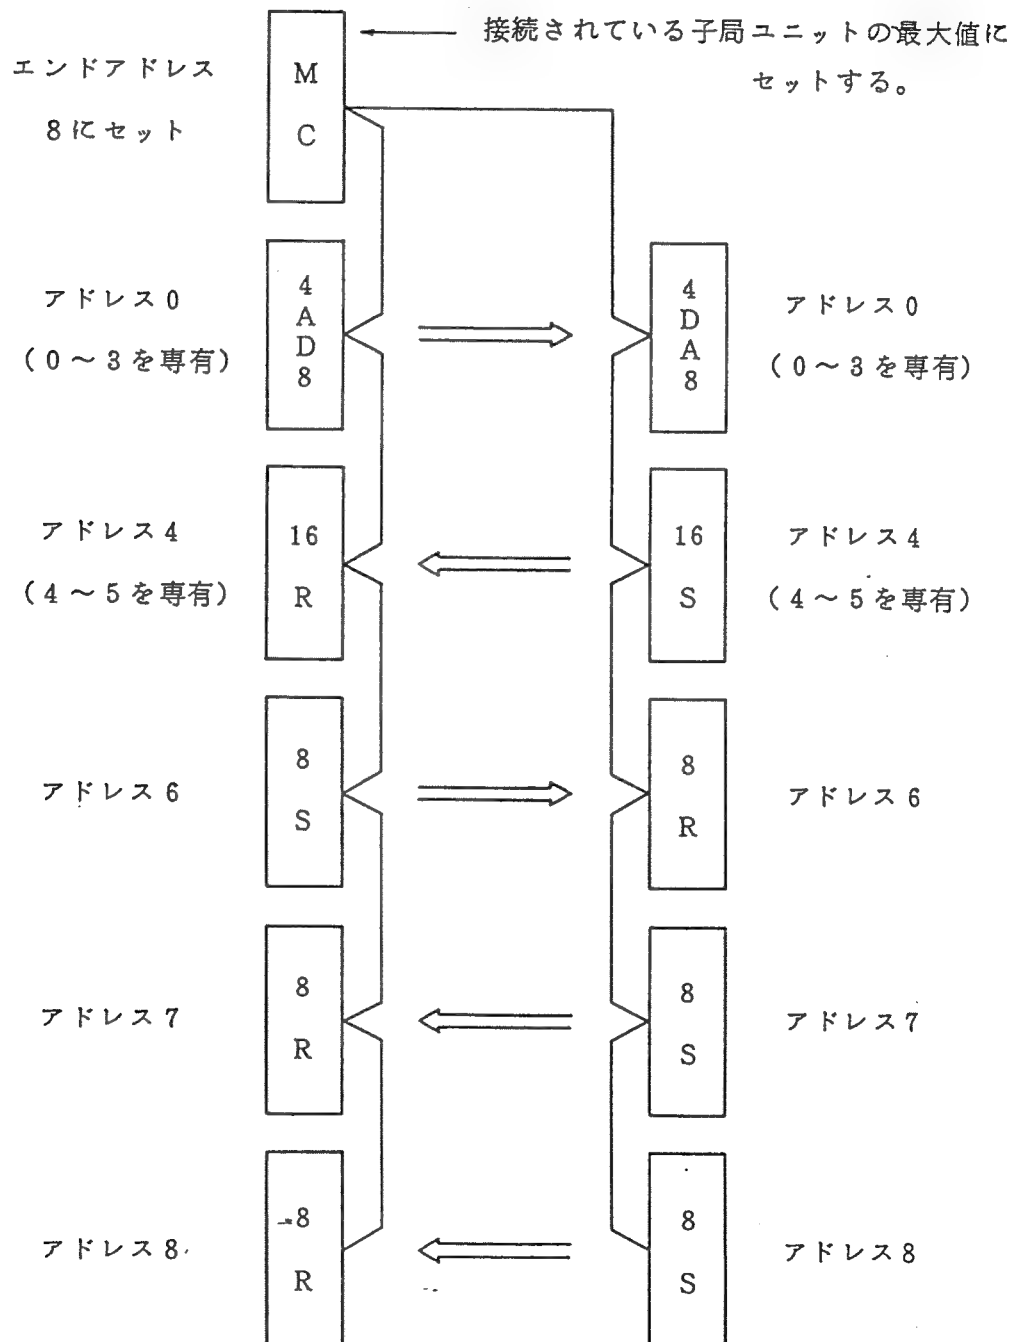 接続されている子局ユニットの最大値に
セットする。
エンドアドレス
8にセット
M
C
アドレス0
(0～3を専有)
4
A
D
8
4
D
A
8
アドレス0
(0～3を専有)
アドレス4
(4～5を専有)
16
R
16
S
アドレス4
(4～5を専有)
アドレス6
8
S
8
R
アドレス6
アドレス7
8
R
8
S
アドレス7
アドレス8
8
R
8
S
アドレス8